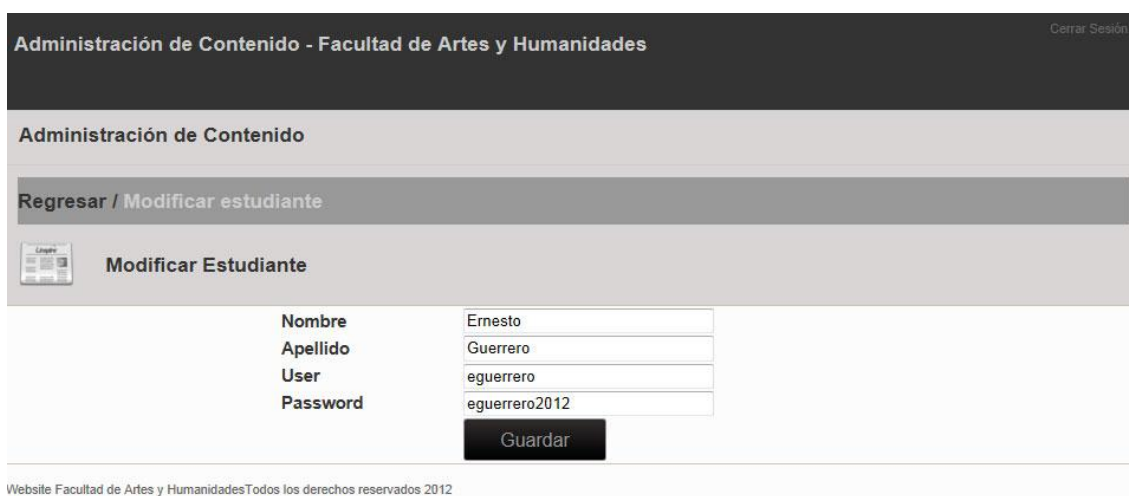 Administración de Contenido - Facultad de Artes y Humanidades
Cerrar Sesión
Administración de Contenido
Regresar / Modificar estudiante
Modificar Estudiante
Nombre Ernesto
Apellido Guerrero
User eguerrero
Password eguerrero2012
Guardar
Website Facultad de Artes y HumanidadesTodos los derechos reservados 2012